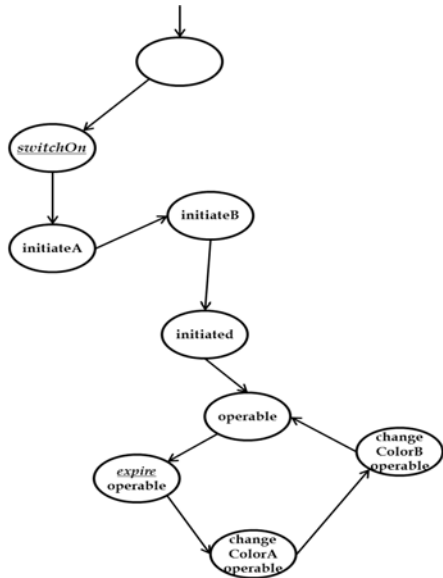 switchOn
initiateB
initiateA
initiated
operable
change
ColorB
operable
expire
operable
change
ColorA
operable